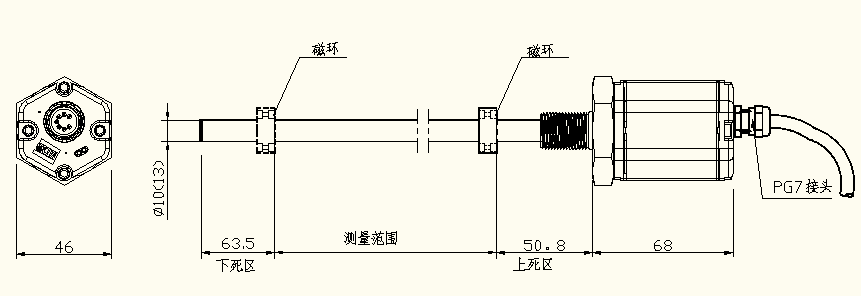 磁环
磁环
PG7接头
Ø10(13)
46
63.5
下死区
测量范围
50.8
上死区
68